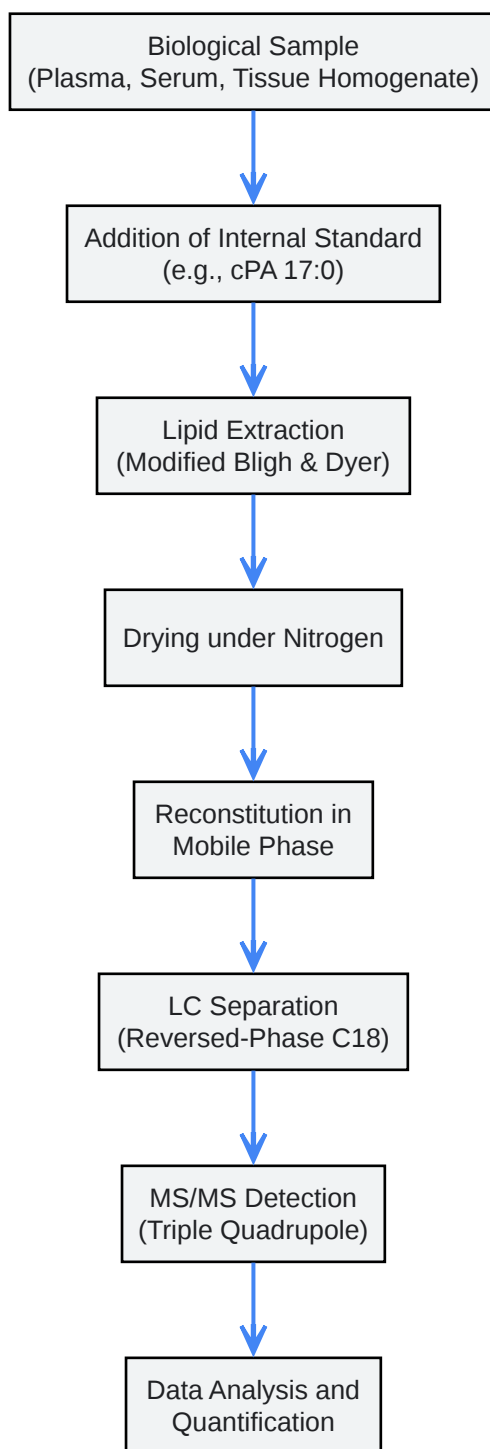 Biological Sample
(Plasma, Serum, Tissue Homogenate)
Addition of Internal Standard
(e.g., cPA 17:0)
Lipid Extraction
(Modified Bligh & Dyer)
Drying under Nitrogen
Reconstitution in
Mobile Phase
LC Separation
(Reversed-Phase C18)
MS/MS Detection
(Triple Quadrupole)
Data Analysis and
Quantification